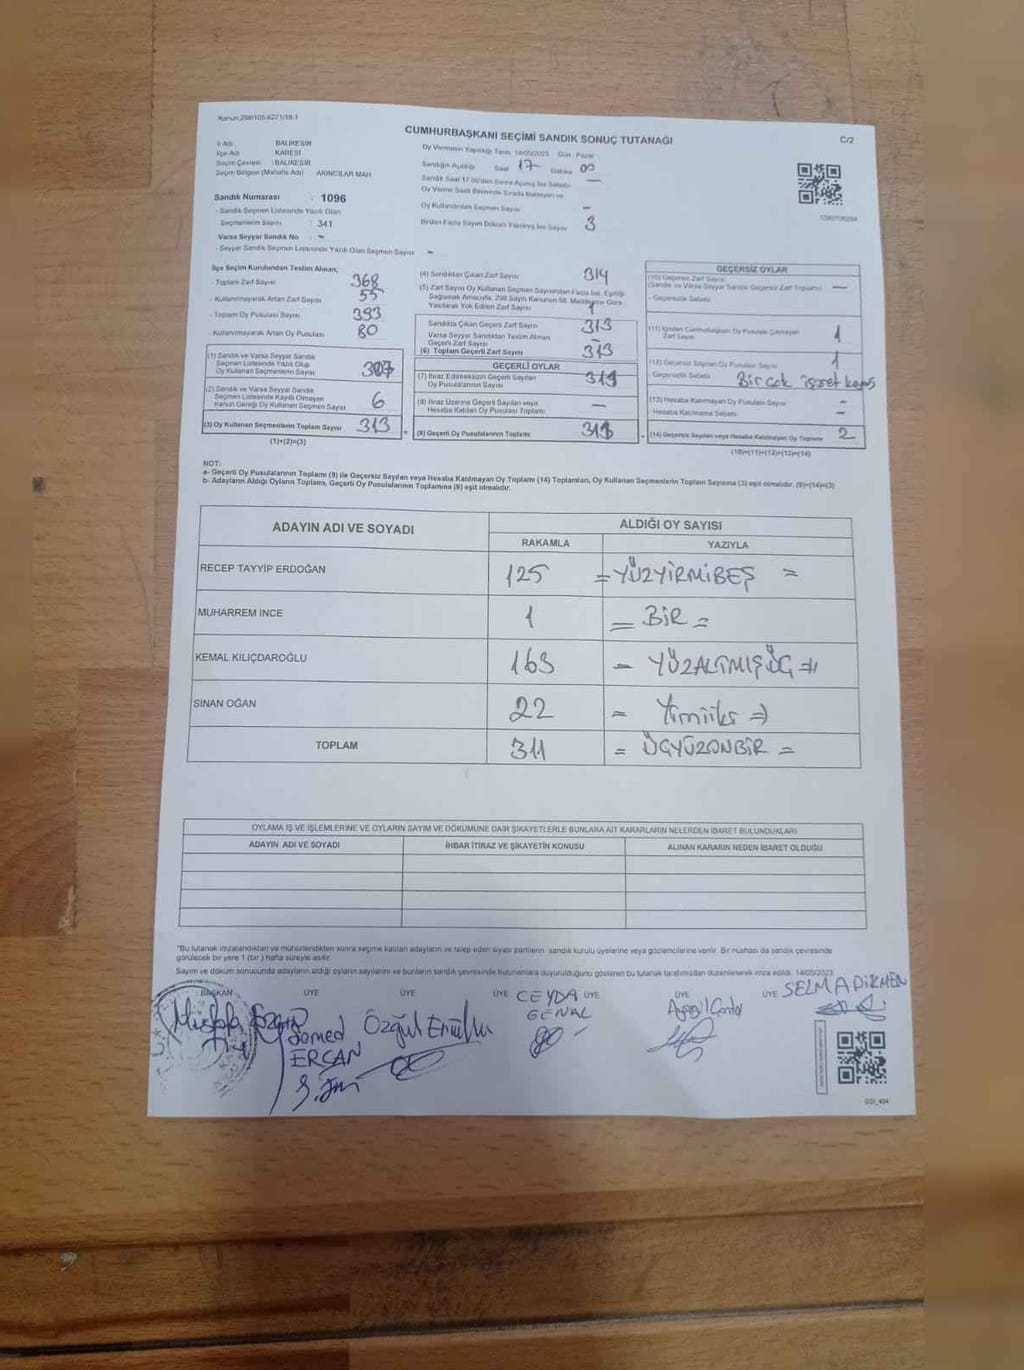 Kanun:298/105.6271/19-1
CUMHURBAŞKANI SEÇİMİ SANDIK SONUÇ TUTANAĞI
C/2
İl Adı : BALIKESİR
İlçe Adı : KARESİ
Seçim Çevresi : BALIKESİR
Seçim Bölgesi (Mahalle Adı) AKINCILAR MAH
Sandık Numarası : 1096
- Sandık Seçmen Listesinde Yazılı Olan
Seçmenlerin Sayısı : 341
Varsa Seyyar Sandık No : -
- Seyyar Sandık Seçmen Listesinde Yazılı Olan Seçmen Sayısı -
Oy Vermenin Yapıldığı Tarih: 14/05/2023 Gün: Pazar
Sandığın Açıldığı Saat 17 Dakika 00
Sandık Saat 17:00'den Sonra Açılmış İse Sebebi -
Oy Verme Saati Bitiminde Sırada Bekleyen ve
Oy Kullandırılan Seçmen Sayısı -
Birden Fazla Sayım Döküm Yapılmış İse Sayısı 3
İlçe Seçim Kurulundan Teslim Alınan;
- Toplam Zarf Sayısı 368
- Kullanılmayarak Artan Zarf Sayısı 55
- Toplam Oy Pusulası Sayısı 393
- Kullanılmayarak Artan Oy Pusulası 80
(1) Sandık ve Varsa Seyyar Sandık
Seçmen Listesinde Yazılı Olup
Oy Kullanan Seçmenlerin Sayısı 307
(2) Sandık ve Varsa Seyyar Sandık
Seçmen Listesinde Kaydı Olmayan
Kanun Gereği Oy Kullanan Seçmen Sayısı 6
(3) Oy Kullanan Seçmenlerin Toplam Sayısı 313
(1)+(2)=(3)
(4) Sandıktan Çıkan Zarf Sayısı 314
(5) Zarf Sayısı Oy Kullanan Seçmen Sayısından Fazla İse, Eşitliği
Sağlamak Amacıyla, 298 Sayılı Kanunun 98. Maddesine Göre
Yakılarak Yok Edilen Zarf Sayısı 1
Sandıkta Çıkan Geçerli Zarf Sayısı 313
Varsa Seyyar Sandıktan Teslim Alınan
Geçerli Zarf Sayısı -
(6) Toplam Geçerli Zarf Sayısı 313
GEÇERLİ OYLAR
(7) İtiraz Edilmeksizin Geçerli Sayılan
Oy Pusulalarının Sayısı
(8) İtiraz Üzerine Geçerli Sayılan veya
Hesaba Katılan Oy Pusulaları Toplamı -
(9) Geçerli Oy Pusulalarının Toplamı
GEÇERSİZ OYLAR
(10) Geçersiz Zarf Sayısı
(Sandık ve Varsa Seyyar Sandık Geçersiz Zarf Toplamı) -
- Geçersizlik Sebebi
(11) İçinden Cumhurbaşkanı Oy Pusulası Çıkmayan
Zarf Sayısı 1
(12) Geçersiz Sayılan Oy Pusulası Sayısı 1
Geçersizlik Sebebi Bir çok işaret
(13) Hesaba Katılmayan Oy Pusulası Sayısı -
- Hesaba Katılmama Sebebi -
(14) Geçersiz Sayılan veya Hesaba Katılmayan Oy Toplamı 2
(10)+(11)+(12)+(13)=(14)
NOT:
a- Geçerli Oy Pusulalarının Toplamı (9) ile Geçersiz Sayılan veya Hesaba Katılmayan Oy Toplamı (14) Toplamları, Oy Kullanan Seçmenlerin Toplam Sayısına (3) eşit olmalıdır. (9)+(14)=(3)
b- Adayların Aldığı Oyların Toplamı, Geçerli Oy Pusulalarının Toplamına (9) eşit olmalıdır.
ADAYIN ADI VE SOYADI
ALDIĞI OY SAYISI
RAKAMLA YAZIYLA
RECEP TAYYİP ERDOĞAN 125 = YÜZYİRMİBEŞ =
MUHARREM İNCE 1 = BİR =
KEMAL KILIÇDAROĞLU 163 = YÜZALTMIŞÜÇ =
SİNAN OĞAN 22 = Yirmiiki =
TOPLAM 311 = ÜÇYÜZONBİR =
OYLAMA İŞ VE İŞLEMLERİNE VE OYLARIN SAYIM VE DÖKÜMÜNE DAİR ŞİKAYETLERLE BUNLARA AİT KARARLARIN NELERDEN İBARET BULUNDUKLARI
ADAYIN ADI VE SOYADI İHBAR İTİRAZ VE ŞİKAYETİN KONUSU ALINAN KARARIN NEDEN İBARET OLDUĞU
"Bu tutanak imzalandıktan ve mühürlendikten sonra seçime katılan adayların ve talep eden siyasi partilerin sandık kurulu üyelerine veya gözlemcilerine verilir. Bir nüshası da sandık çevresinde
görülecek bir yere 1 (bir) hafta süreyle asılır.
Sayım ve döküm sonucunda adayların aldığı oyların sayılarını ve bunların sandık çevresinde bulunanlara duyurulduğunu gösteren bu tutanak tarafımızdan düzenlenerek imza edildi. 14/05/2023
BAŞKAN ÜYE ÜYE ÜYE ÜYE ÜYE ÜYE
Mustafa
Samed
ERCAN
Özgül
CEYDA
GENAL
Ayşegül
SELMA DİKMEN